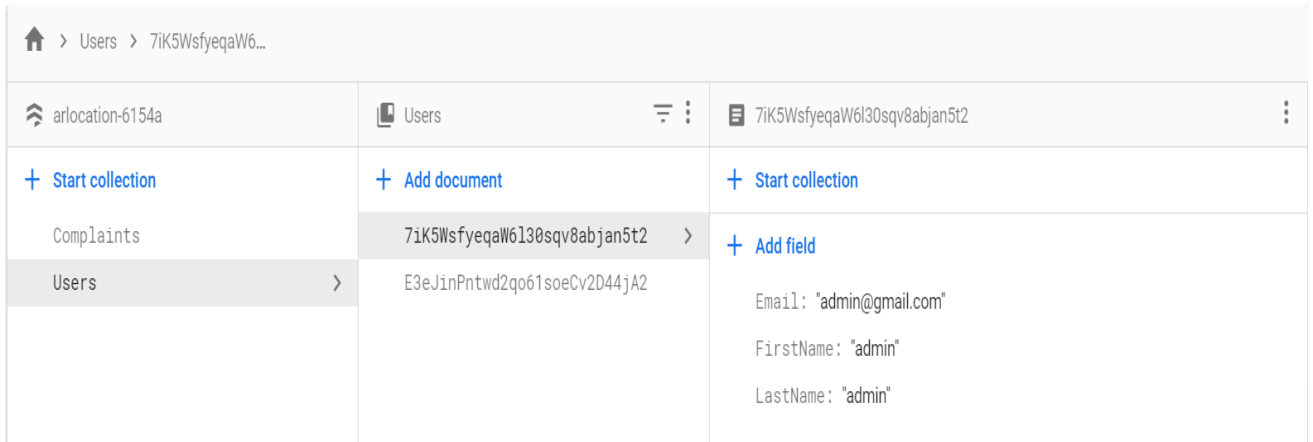 Users > 7iK5WsfyeqaW6…
arlocation-6154a
Users
7iK5WsfyeqaW6l30sqv8abjan5t2
+ Start collection
+ Add document
+ Start collection
Complaints
Users
7iK5WsfyeqaW6l30sqv8abjan5t2
E3eJinPntwd2qo61soeCv2D44jA2
+ Add field
Email: "admin@gmail.com"
FirstName: "admin"
LastName: "admin"